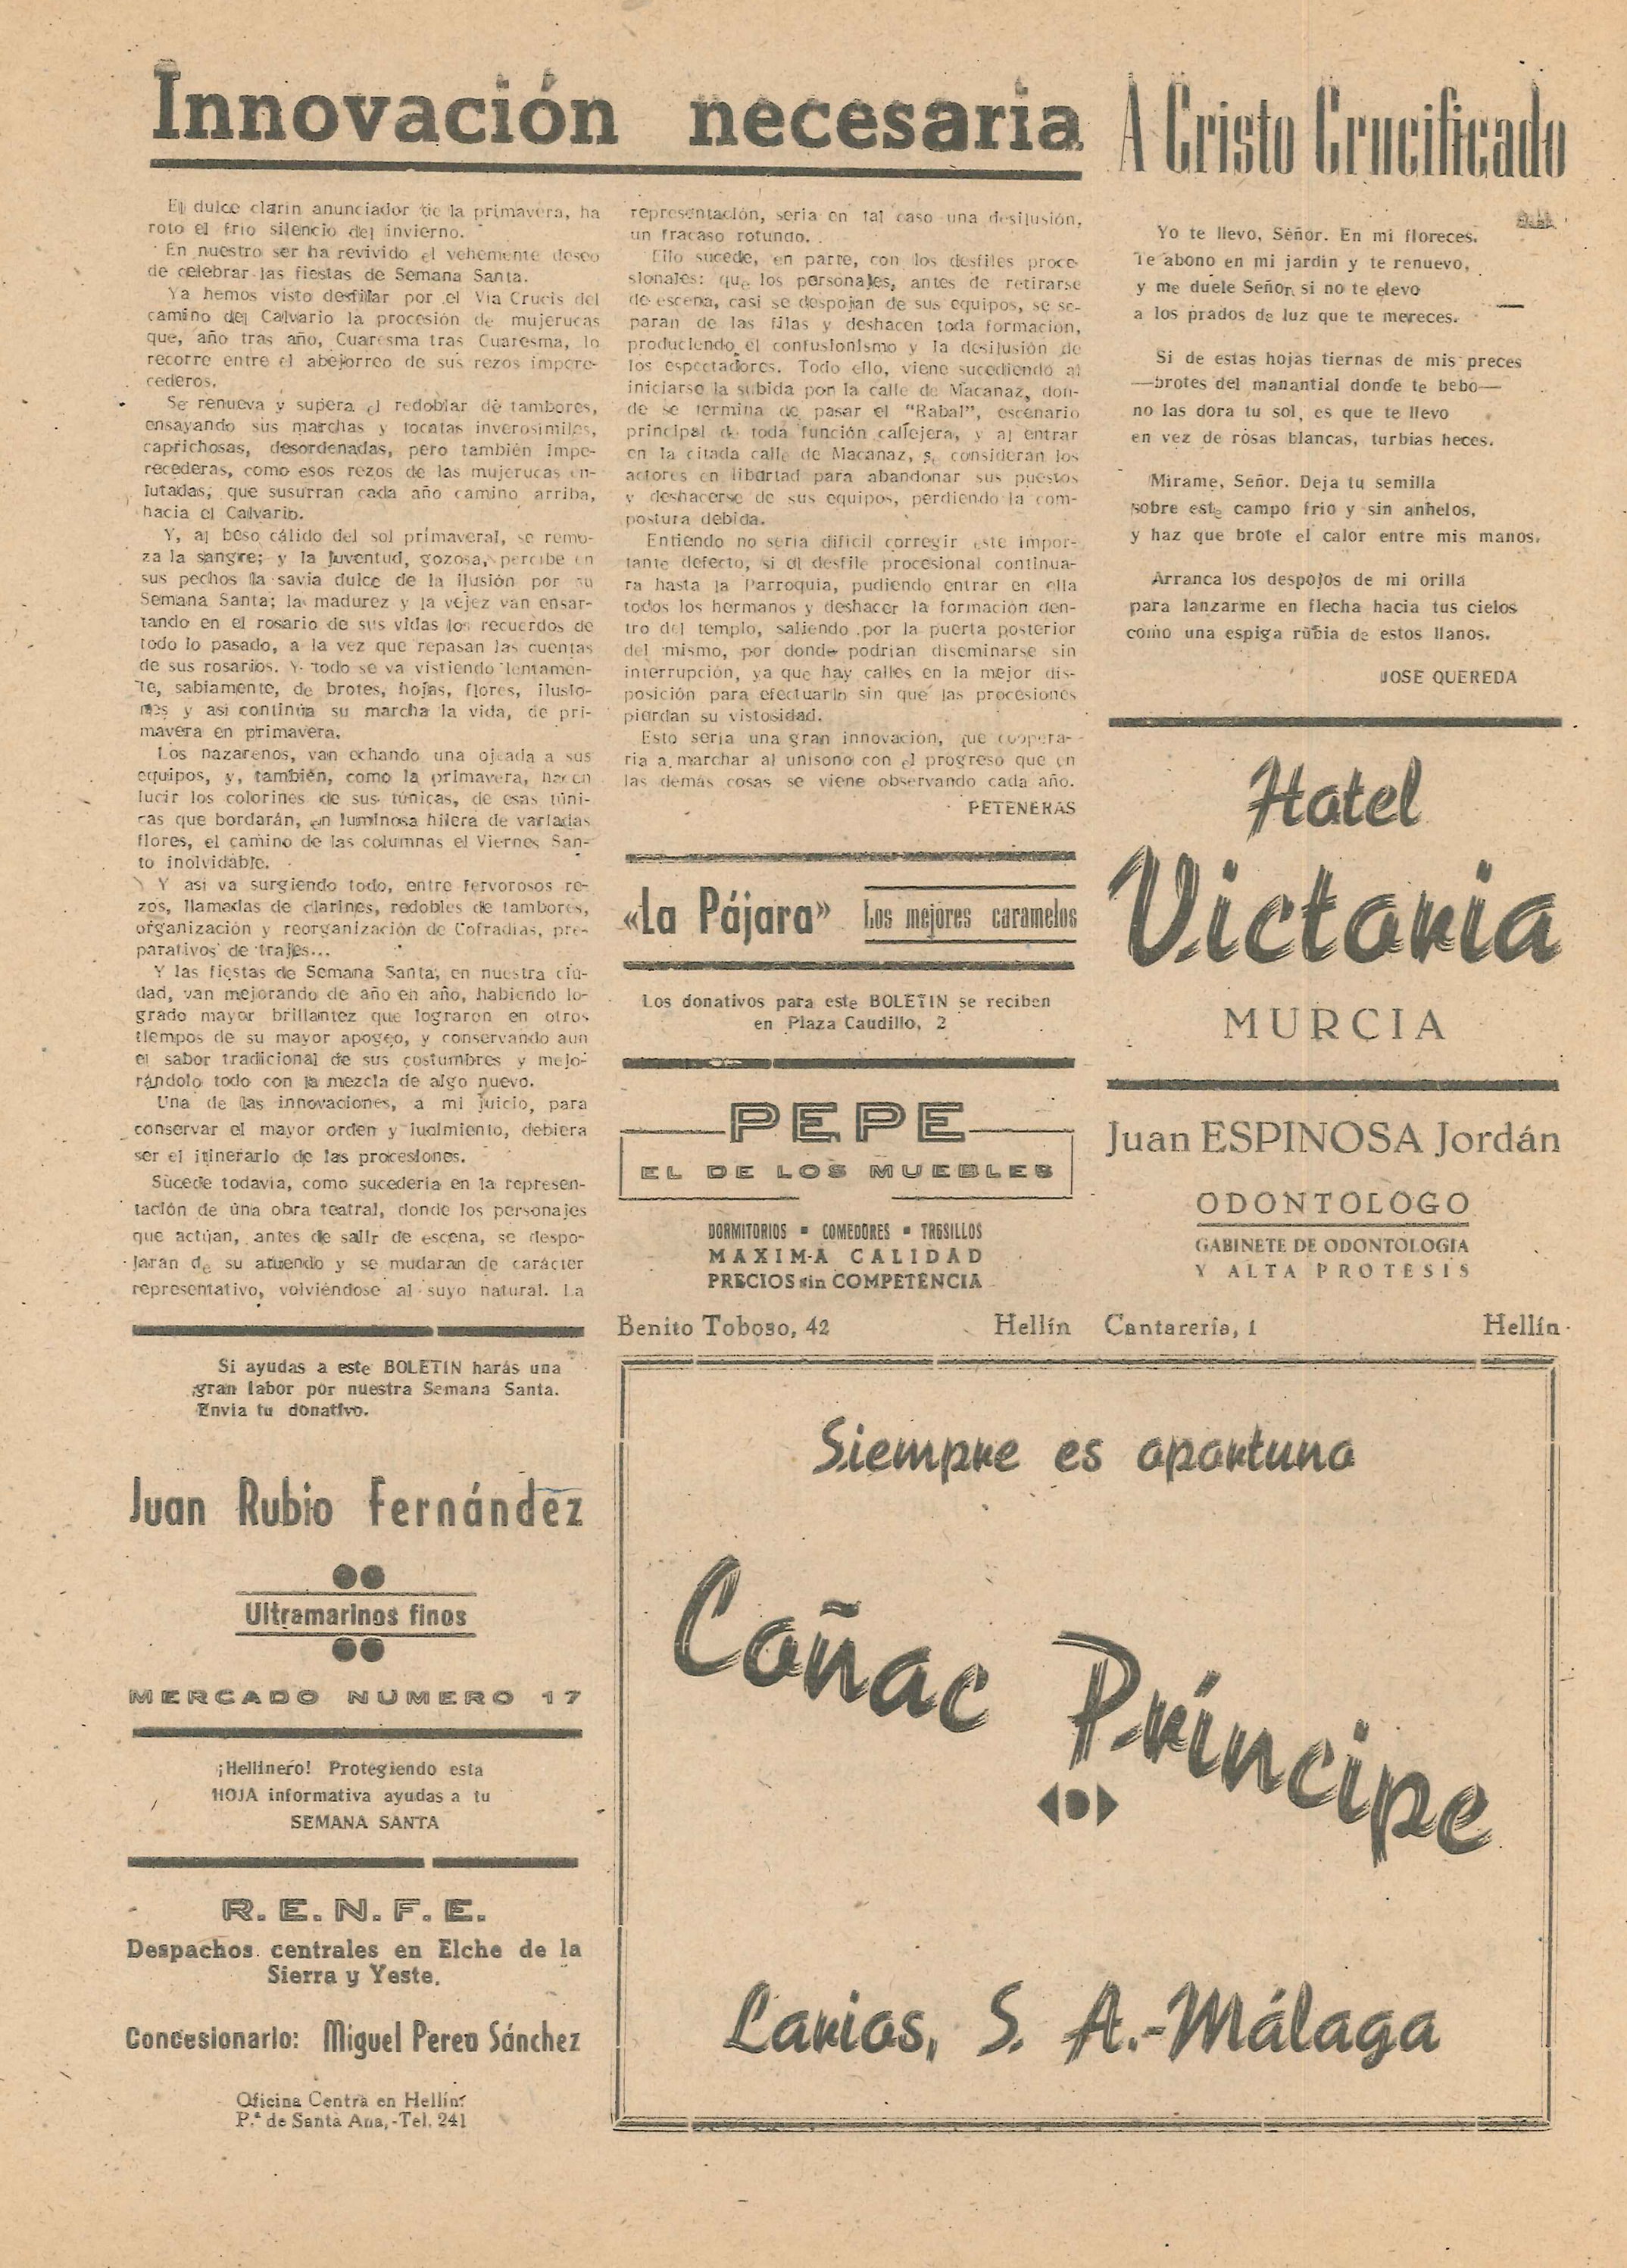 Innovación necesaria
El dulce clarin anunciador de la primavera, ha
roto el frio silencio del invierno.
En nuestro ser ha revivido el vehemente deseo
de celebrar las fiestas de Semana Santa.
Ya hemos visto desfilar por el Via Crucis del
camino del Calvario la procesión de mujerucas
que, año tras año, Cuaresma tras Cuaresma, lo
recorre entre el abejorreo de sus rezos impere-
cederos.
Se renueva y supera el redoblar de tambores,
ensayando sus marchas y tocatas inverosimiles,
caprichosas, desordenadas, pero también impe-
recederas, como esos rezos de las mujerucas en-
lutadas, que susurran cada año camino arriba,
hacia el Calvario.
Y, al beso cálido del sol primaveral, se remo-
za la sangre; y la juventud, gozosa, percibe en
sus pechos la savia dulce de la ilusión por su
Semana Santa; la madurez y la vejez van ensar-
tando en el rosario de sus vidas los recuerdos de
todo lo pasado, a la vez que repasan las cuentas
de sus rosarios. Y todo se va vistiendo lentamen-
te, sabiamente, de brotes, hojas, flores, ilusio-
nes y asi continúa su marcha la vida, de pri-
mavera en primavera.
Los nazarenos, van echando una ojeada a sus
equipos, y, también, como la primavera, hacen
lucir los colorines de sus túnicas, de esas túni-
cas que bordarán, en luminosa hilera de variadas
flores, el camino de las columnas el Viernes San-
to inolvidable.
Y asi va surgiendo todo, entre fervorosos re-
zos, llamadas de clarines, redobles de tambores,
organización y reorganización de Cofradias, pre-
parativos de trajes...
Y las fiestas de Semana Santa, en nuestra ciu-
dad, van mejorando de año en año, habiendo lo-
grado mayor brillantez que lograron en otros
tiempos de su mayor apogeo, y conservando aun
el sabor tradicional de sus costumbres y mejo-
rándolo todo con la mezcla de algo nuevo.
Una de las innovaciones, a mi juicio, para
conservar el mayor orden y lucimiento, debiera
ser el itinerario de las procesiones.
Sucede todavia, como sucederia en la represen-
tación de una obra teatral, donde los personajes
que actúan, antes de salir de escena, se despo-
jaran de su atuendo y se mudaran de carácter
representativo, volviéndose al suyo natural. La
representación, seria en tal caso una desilusión,
un fracaso rotundo.
Ello sucede, en parte, con los desfiles proce-
sionales: que los personajes, antes de retirarse
de escena, casi se despojan de sus equipos, se se-
paran de las filas y deshacen toda formación,
produciendo el confusionismo y la desilusión de
los espectadores. Todo ello, viene sucediendo al
iniciarse la subida por la calle de Macanaz, don-
de se termina de pasar el "Rabal", escenario
principal de toda función callejera, y al entrar
en la citada calle de Macanaz, se consideran los
actores en libertad para abandonar sus puestos
y deshacerse de sus equipos, perdiendo la com-
postura debida.
Entiendo no seria dificil corregir este impor-
tante defecto, si el desfile procesional continua-
ra hasta la Parroquia, pudiendo entrar en ella
todos los hermanos y deshacer la formación den-
tro del templo, saliendo por la puerta posterior
del mismo, por donde podrian diseminarse sin
interrupción, ya que hay calles en la mejor dis-
posición para efectuarlo sin que las procesiones
pierdan su vistosidad.
Esto seria una gran innovación, que coopera-
ria a marchar al unisono con el progreso que en
las demás cosas se viene observando cada año.
PETENERAS
A Cristo Crucificado
Yo te llevo, Señor. En mi floreces.
Te abono en mi jardin y te renuevo,
y me duele Señor si no te elevo
a los prados de luz que te mereces.
Si de estas hojas tiernas de mis preces
—brotes del manantial donde te bebo—
no las dora tu sol, es que te llevo
en vez de rosas blancas, turbias heces.
Mirame, Señor. Deja tu semilla
sobre este campo frio y sin anhelos,
y haz que brote el calor entre mis manos.
Arranca los despojos de mi orilla
para lanzarme en flecha hacia tus cielos
como una espiga rubia de estos llanos.
JOSE QUEREDA
«La Pájara» Los mejores caramelos
Los donativos para este BOLETIN se reciben
en Plaza Caudillo, 2
PEPE
EL DE LOS MUEBLES
DORMITORIOS ▪ COMEDORES ▪ TRESILLOS
MAXIMA CALIDAD
PRECIOS sin COMPETENCIA
Benito Toboso, 42 Hellín
Hotel
Victoria
MURCIA
Juan ESPINOSA Jordán
ODONTOLOGO
GABINETE DE ODONTOLOGIA
Y ALTA PROTESIS
Cantarería, 1 Hellín
Si ayudas a este BOLETIN harás una
gran labor por nuestra Semana Santa.
Envia tu donativo.
Juan Rubio Fernández
Ultramarinos finos
MERCADO NUMERO 17
¡Hellinero! Protegiendo esta
HOJA informativa ayudas a tu
SEMANA SANTA
R.E.N.F.E.
Despachos centrales en Elche de la
Sierra y Yeste.
Concesionario: Miguel Perea Sánchez
Oficina Centra en Hellín:
P.ª de Santa Ana,-Tel. 241
Siempre es oportuno
Coñac Príncipe
Larios, S. A.-Málaga